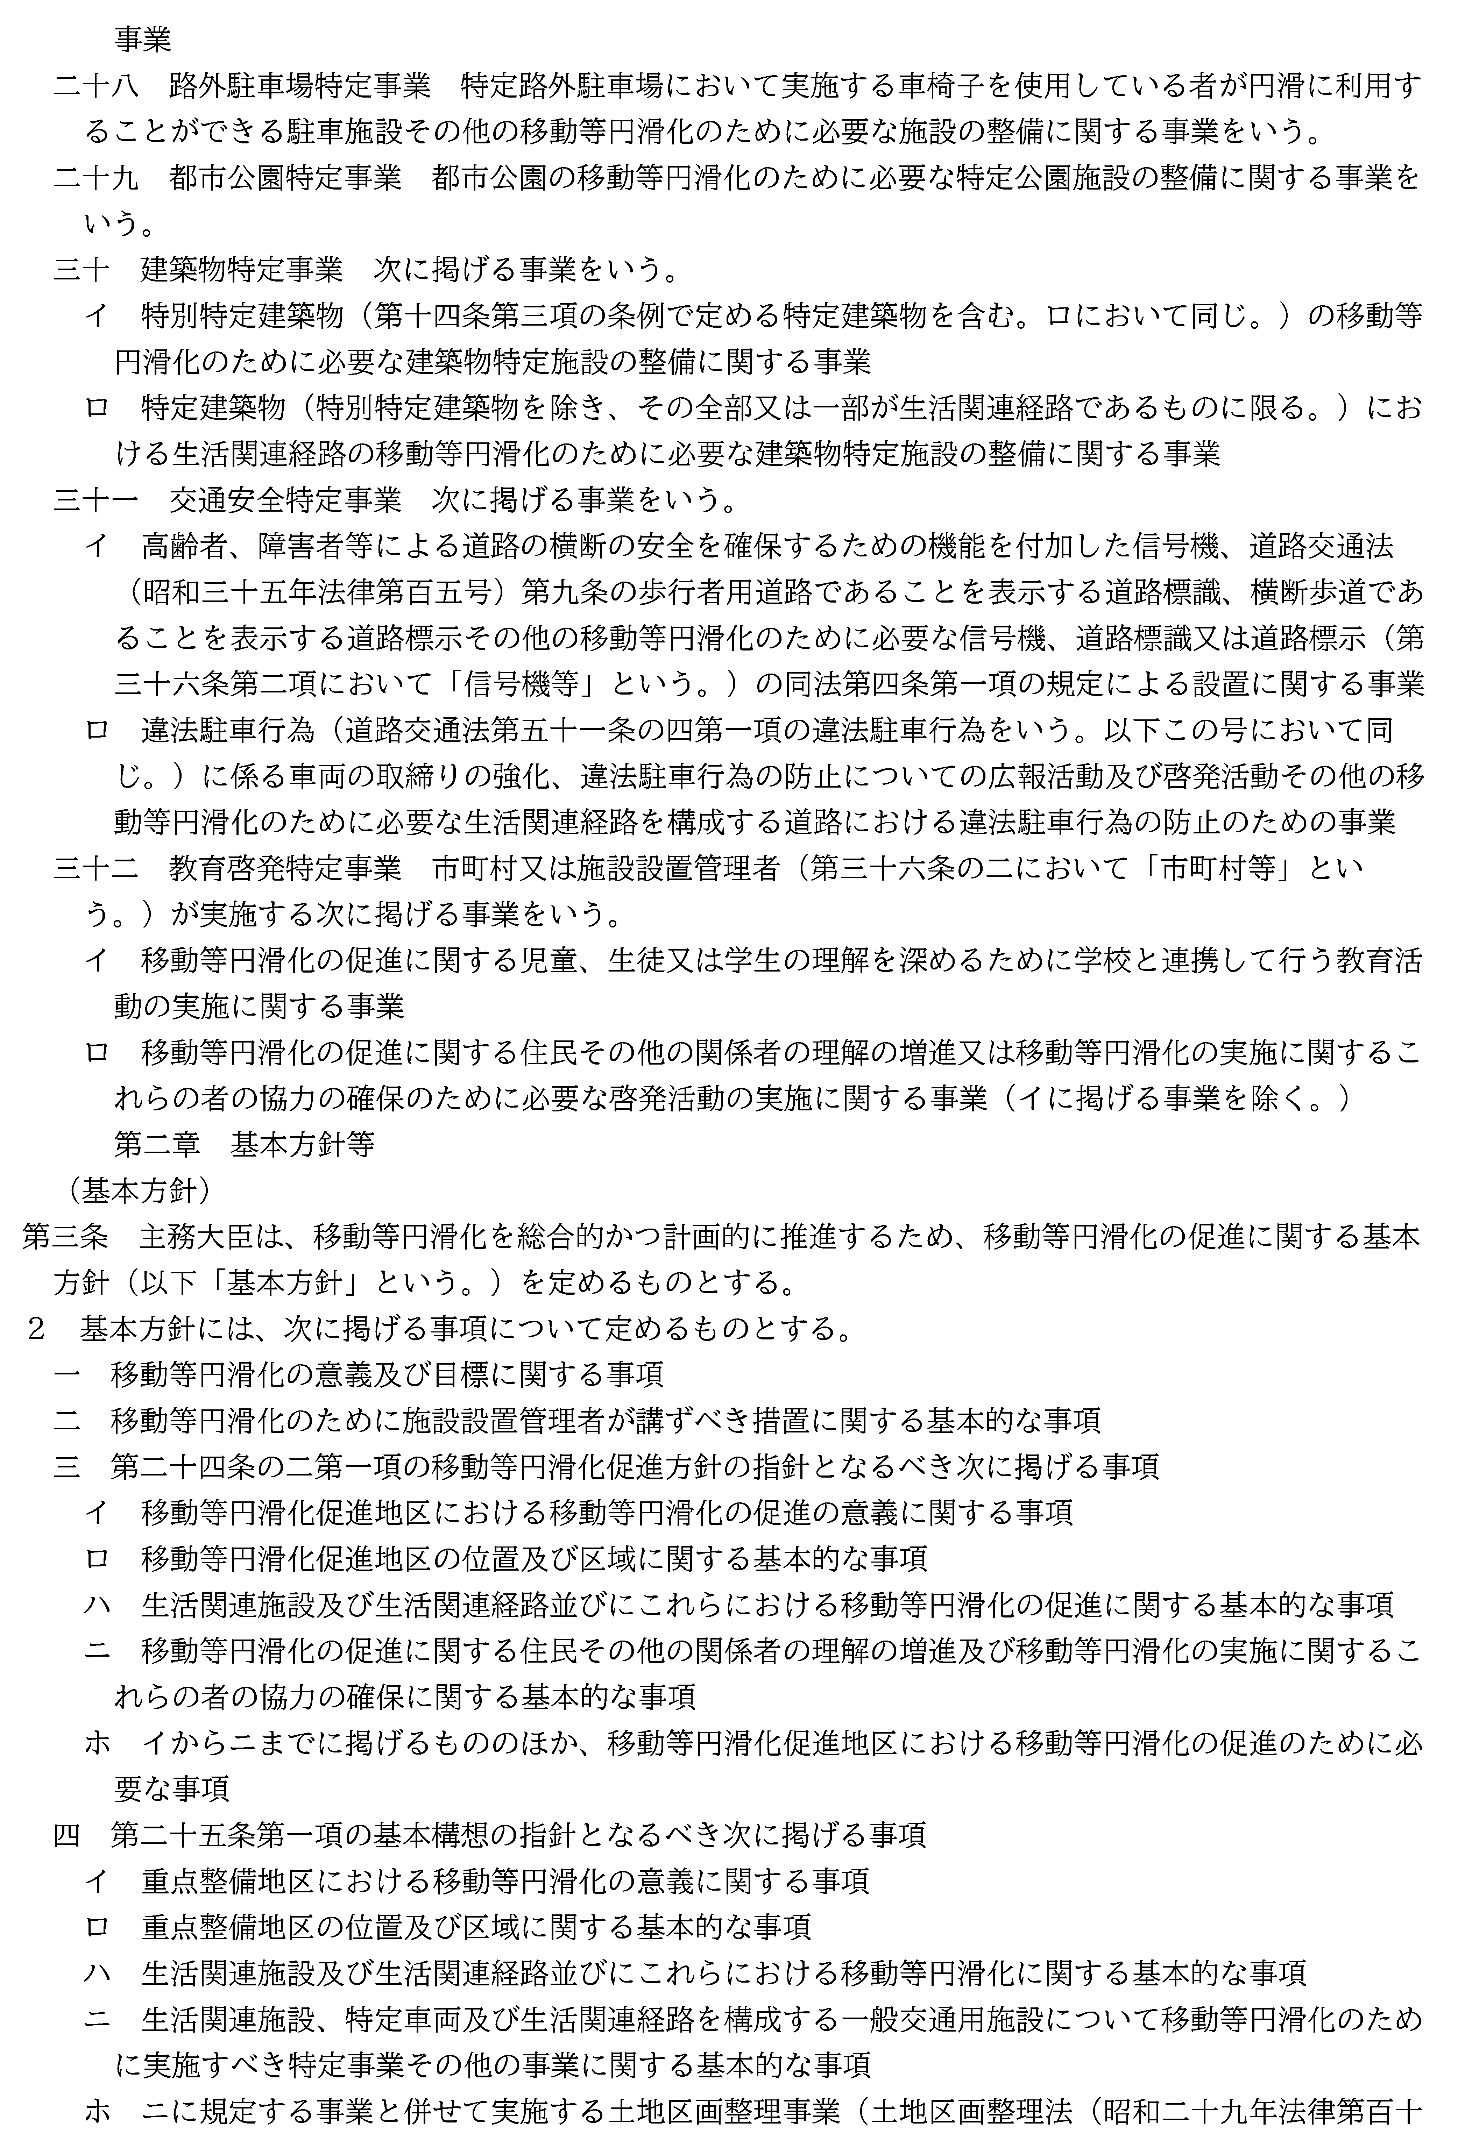 事業
二十八　路外駐車場特定事業　特定路外駐車場において実施する車椅子を使用している者が円滑に利用す
ることができる駐車施設その他の移動等円滑化のために必要な施設の整備に関する事業をいう。
二十九　都市公園特定事業　都市公園の移動等円滑化のために必要な特定公園施設の整備に関する事業を
いう。
三十　建築物特定事業　次に掲げる事業をいう。
イ　特別特定建築物（第十四条第三項の条例で定める特定建築物を含む。ロにおいて同じ。）の移動等
円滑化のために必要な建築物特定施設の整備に関する事業
ロ　特定建築物（特別特定建築物を除き、その全部又は一部が生活関連経路であるものに限る。）にお
ける生活関連経路の移動等円滑化のために必要な建築物特定施設の整備に関する事業
三十一　交通安全特定事業　次に掲げる事業をいう。
イ　高齢者、障害者等による道路の横断の安全を確保するための機能を付加した信号機、道路交通法
（昭和三十五年法律第百五号）第九条の歩行者用道路であることを表示する道路標識、横断歩道であ
ることを表示する道路標示その他の移動等円滑化のために必要な信号機、道路標識又は道路標示（第
三十六条第二項において「信号機等」という。）の同法第四条第一項の規定による設置に関する事業
ロ　違法駐車行為（道路交通法第五十一条の四第一項の違法駐車行為をいう。以下この号において同
じ。）に係る車両の取締りの強化、違法駐車行為の防止についての広報活動及び啓発活動その他の移
動等円滑化のために必要な生活関連経路を構成する道路における違法駐車行為の防止のための事業
三十二　教育啓発特定事業　市町村又は施設設置管理者（第三十六条の二において「市町村等」とい
う。）が実施する次に掲げる事業をいう。
イ　移動等円滑化の促進に関する児童、生徒又は学生の理解を深めるために学校と連携して行う教育活
動の実施に関する事業
ロ　移動等円滑化の促進に関する住民その他の関係者の理解の増進又は移動等円滑化の実施に関するこ
れらの者の協力の確保のために必要な啓発活動の実施に関する事業（イに掲げる事業を除く。）
第二章　基本方針等
（基本方針）
第三条　主務大臣は、移動等円滑化を総合的かつ計画的に推進するため、移動等円滑化の促進に関する基本
方針（以下「基本方針」という。）を定めるものとする。
２　基本方針には、次に掲げる事項について定めるものとする。
一　移動等円滑化の意義及び目標に関する事項
二　移動等円滑化のために施設設置管理者が講ずべき措置に関する基本的な事項
三　第二十四条の二第一項の移動等円滑化促進方針の指針となるべき次に掲げる事項
イ　移動等円滑化促進地区における移動等円滑化の促進の意義に関する事項
ロ　移動等円滑化促進地区の位置及び区域に関する基本的な事項
ハ　生活関連施設及び生活関連経路並びにこれらにおける移動等円滑化の促進に関する基本的な事項
ニ　移動等円滑化の促進に関する住民その他の関係者の理解の増進及び移動等円滑化の実施に関するこ
れらの者の協力の確保に関する基本的な事項
ホ　イからニまでに掲げるもののほか、移動等円滑化促進地区における移動等円滑化の促進のために必
要な事項
四　第二十五条第一項の基本構想の指針となるべき次に掲げる事項
イ　重点整備地区における移動等円滑化の意義に関する事項
ロ　重点整備地区の位置及び区域に関する基本的な事項
ハ　生活関連施設及び生活関連経路並びにこれらにおける移動等円滑化に関する基本的な事項
ニ　生活関連施設、特定車両及び生活関連経路を構成する一般交通用施設について移動等円滑化のため
に実施すべき特定事業その他の事業に関する基本的な事項
ホ　ニに規定する事業と併せて実施する土地区画整理事業（土地区画整理法（昭和二十九年法律第百十